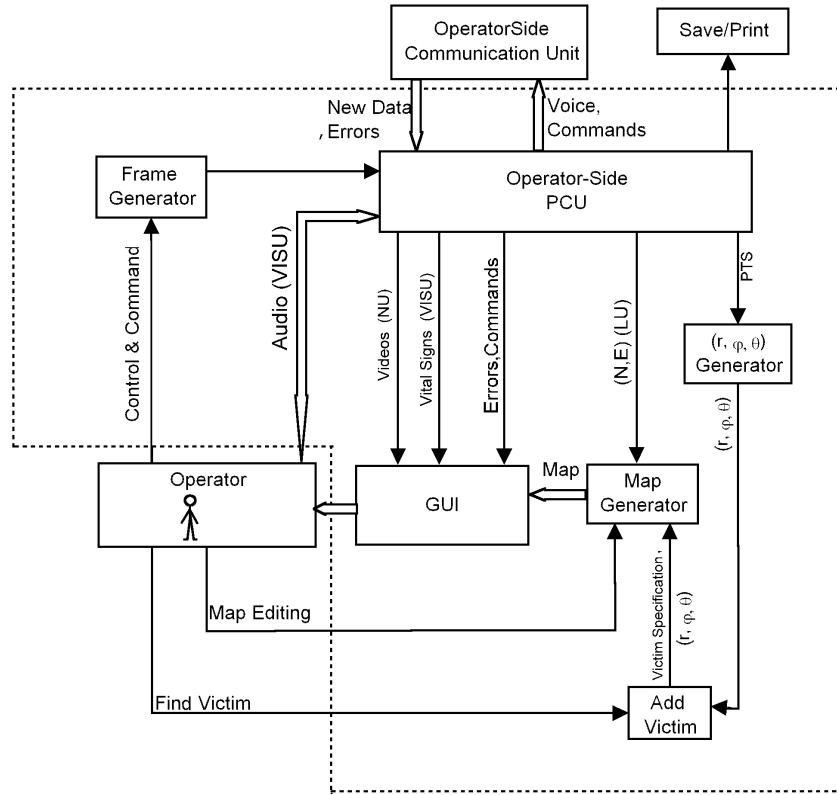 OperatorSide
Communication Unit
Save/Print
New Data
, Errors
Voice,
Commands
Frame
Generator
Operator-Side
PCU
Control & Command
Audio (VISU)
Videos (NU)
Vital Signs (VISU)
Errors,Commands
(N,E) (LU)
PTS
(r, φ, θ)
Generator
(r, φ, θ)
Operator
GUI
Map
Map
Generator
Map Editing
Victim Specification,
(r, φ, θ)
Find Victim
Add
Victim